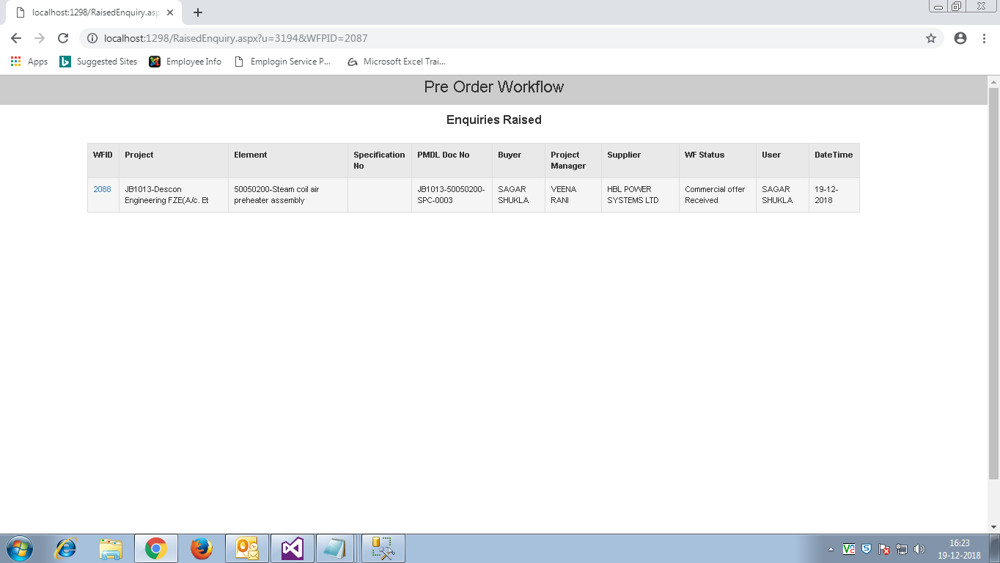 localhost:1298/RaisedEnquiry.asp
localhost:1298/RaisedEnquiry.aspx?u=3194&WFPID=2087
Apps Suggested Sites Employee Info Emplogin Service P... Microsoft Excel Trai...
Pre Order Workflow
Enquiries Raised
WFID Project Element Specification PMDL Doc No Buyer Project Supplier WF Status User DateTime
No Manager
2088 JB1013-Descon 50050200-Steam coil air JB1013-50050200- SAGAR VEENA HBL POWER Commercial offer SAGAR 19-12-
Engineering FZE(A/c. Et preheater assembly SPC-0003 SHUKLA RANI SYSTEMS LTD Received SHUKLA 2018
16:23
19-12-2018